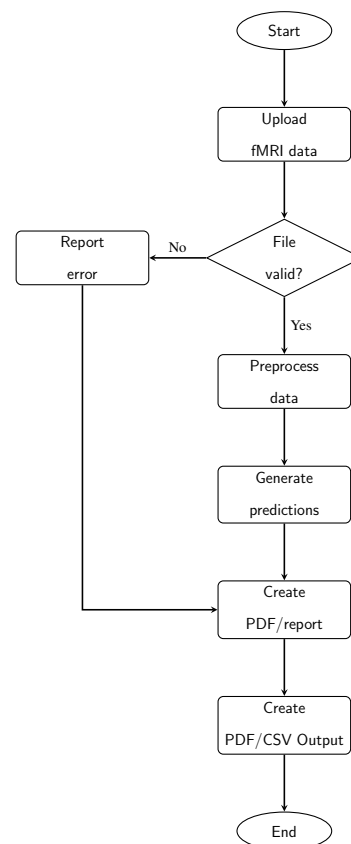 Start
Upload
fMRI data
File
valid?
No
Report
error
Yes
Preprocess
data
Generate
predictions
Create
PDF/report
Create
PDF/CSV Output
End